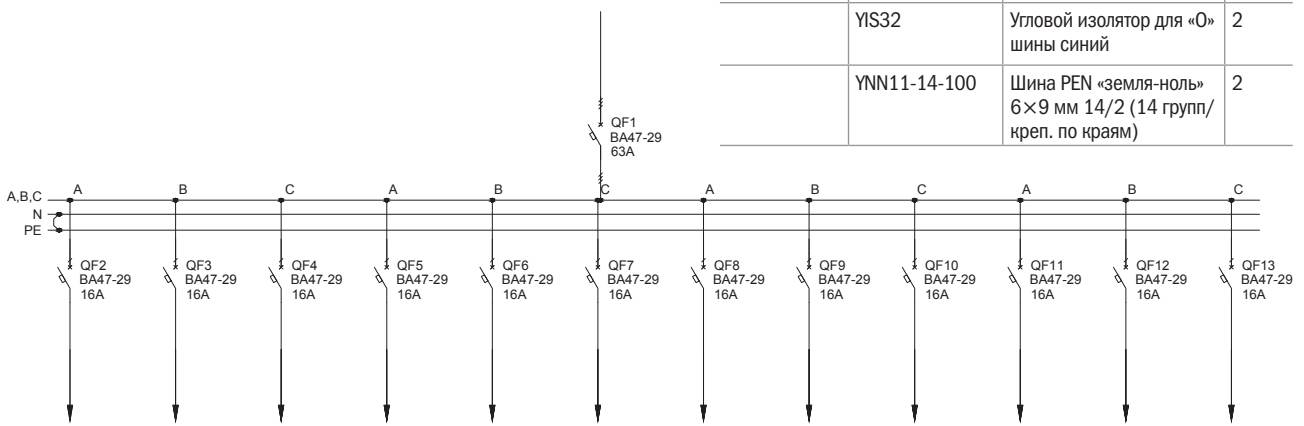 YIS32 Угловой изолятор для «0» 2
шины синий
YNN11-14-100 Шина PEN «земля-ноль» 2
6×9 мм 14/2 (14 групп/
креп. по краям)
QF1
ВА47-29
63А
A,B,C A B C A B C A B C A B C
N
PE
QF2 QF3 QF4 QF5 QF6 QF7 QF8 QF9 QF10 QF11 QF12 QF13
ВА47-29 ВА47-29 ВА47-29 ВА47-29 ВА47-29 ВА47-29 ВА47-29 ВА47-29 ВА47-29 ВА47-29 ВА47-29 ВА47-29
16А 16А 16А 16А 16А 16А 16А 16А 16А 16А 16А 16А